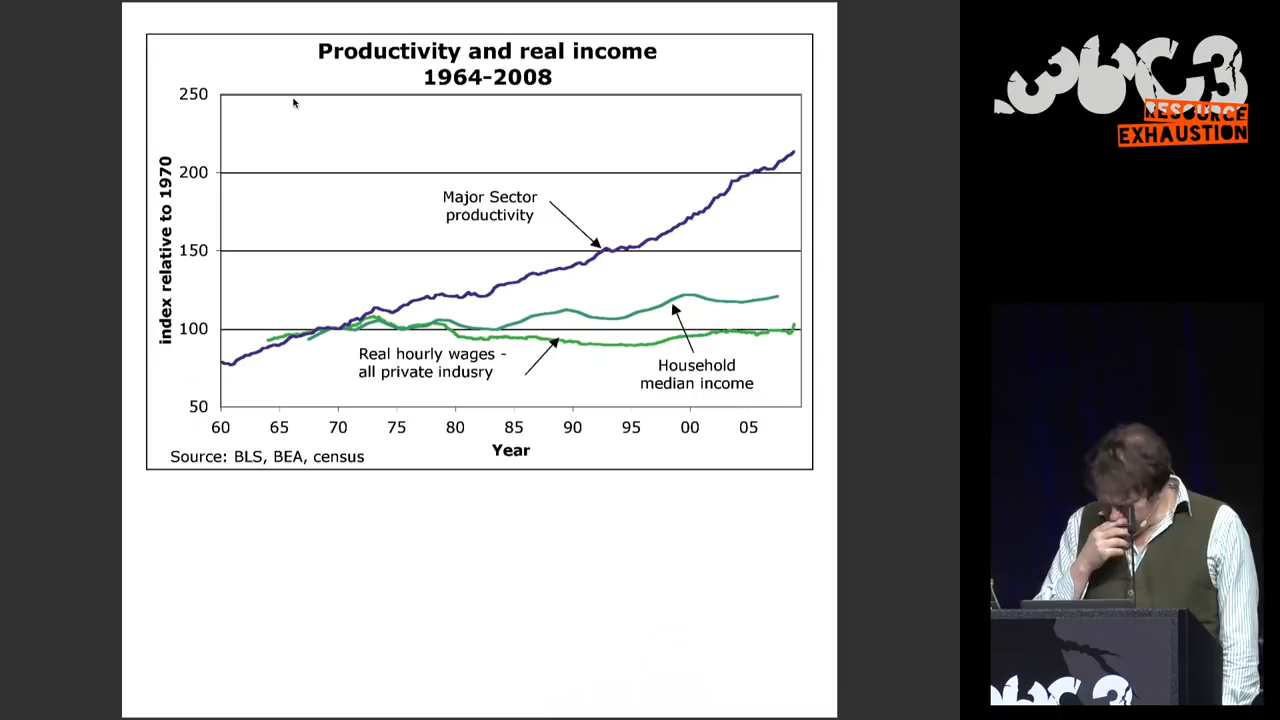 Productivity and real income
1964-2008
250
200
150
100
50
index relative to 1970
Major Sector
productivity
Real hourly wages -
all private indusry
Household
median income
60 65 70 75 80 85 90 95 00 05
Year
Source: BLS, BEA, census
36C3
RESOURCE
EXHAUSTION
36C3